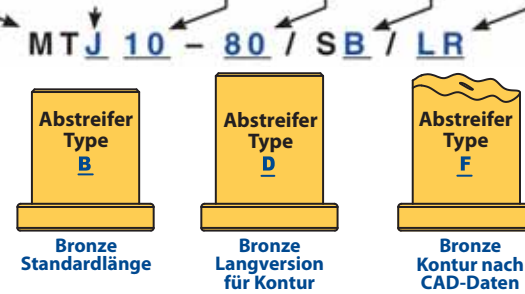 MTJ 10 – 80 / SB / LR
Abstreifer
Type
B
Bronze
Standardlänge
Abstreifer
Type
D
Bronze
Langversion
für Kontur
Abstreifer
Type
F
Bronze
Kontur nach
CAD-Daten